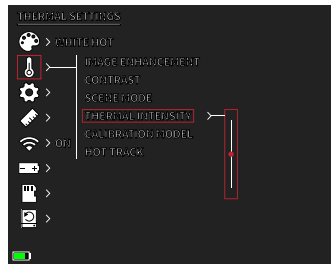 THERMAL SETTINGS
WHITE HOT
IMAGE ENHANCEMENT
CONTRAST
SCENE MODE
THERMAL INTENSITY
ON
CALIBRATION MODEL
HOT TRACK